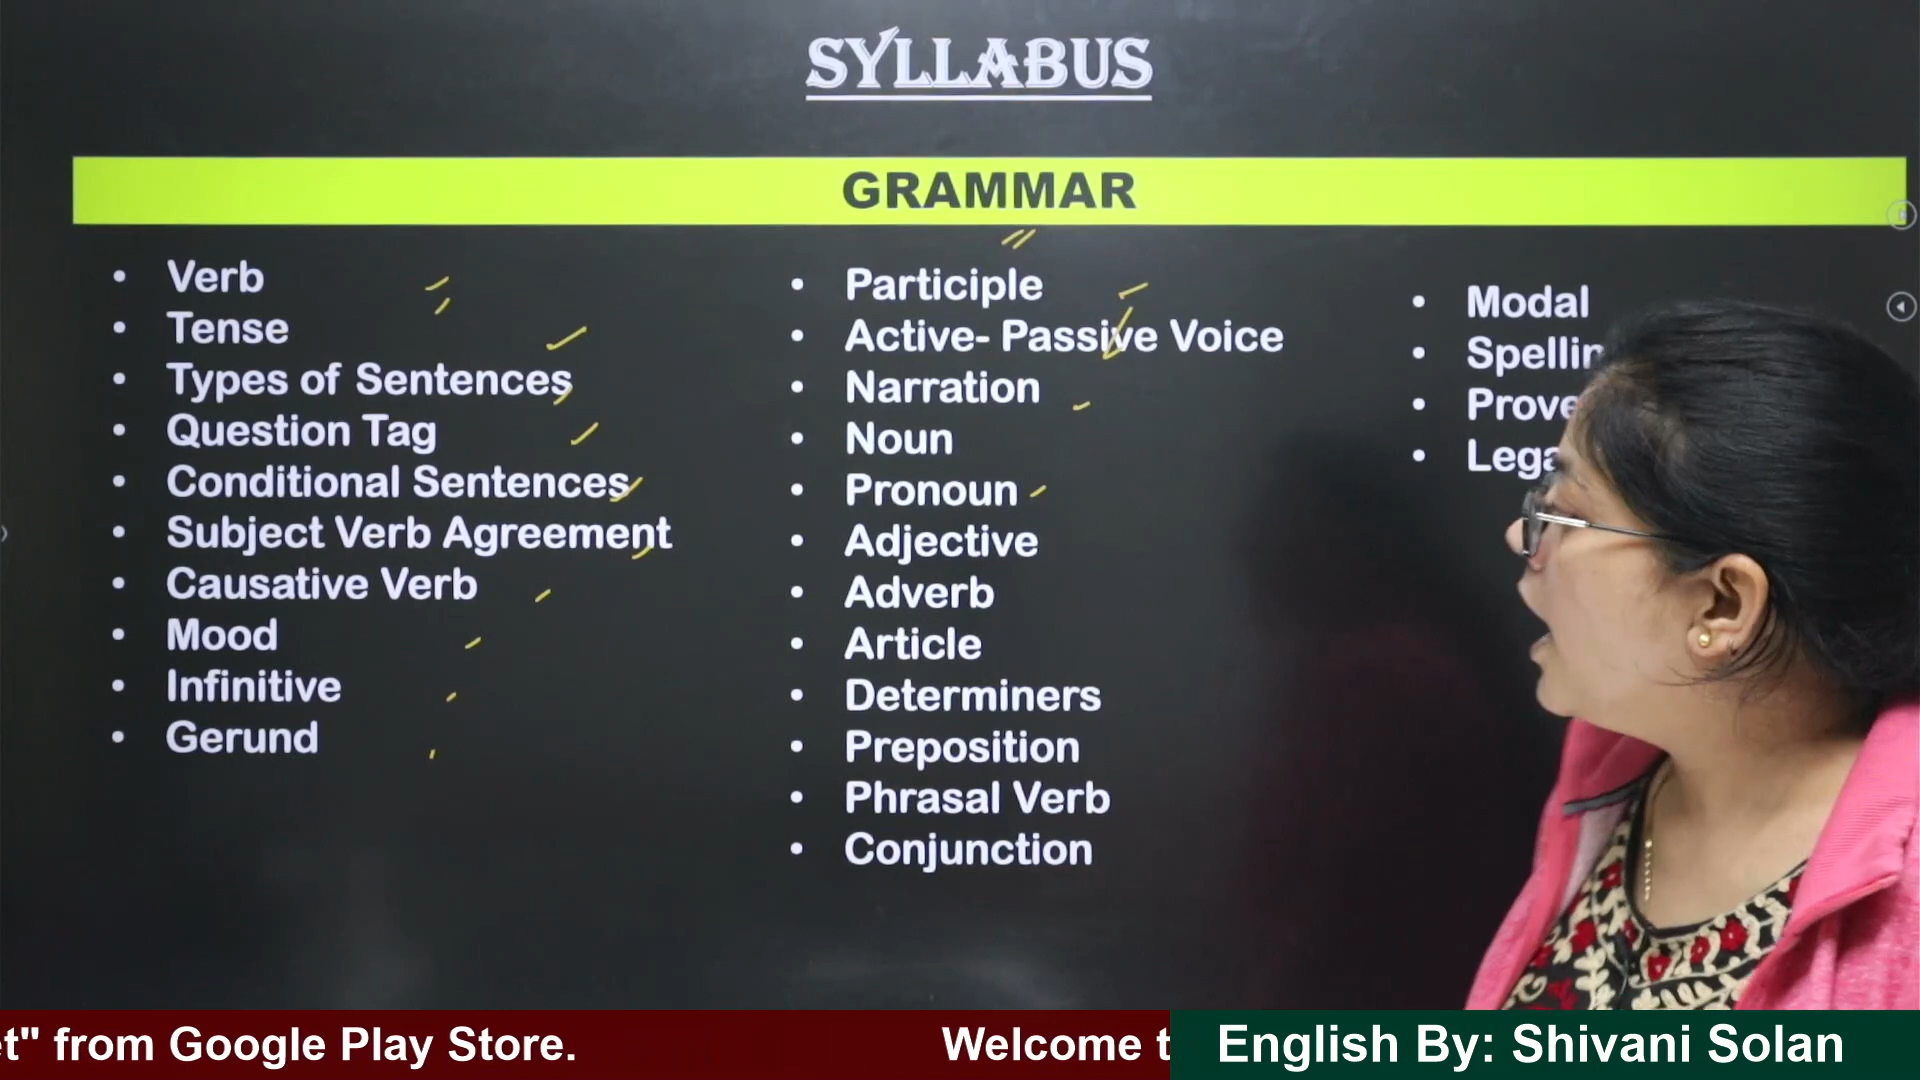 SYLLABUS
GRAMMAR
• Verb
• Tense
• Types of Sentences
• Question Tag
• Conditional Sentences
• Subject Verb Agreement
• Causative Verb
• Mood
• Infinitive
• Gerund
• Participle
• Active- Passive Voice
• Narration
• Noun
• Pronoun
• Adjective
• Adverb
• Article
• Determiners
• Preposition
• Phrasal Verb
• Conjunction
• Modal
from Google Play Store.
Welcome
English By: Shivani Solan